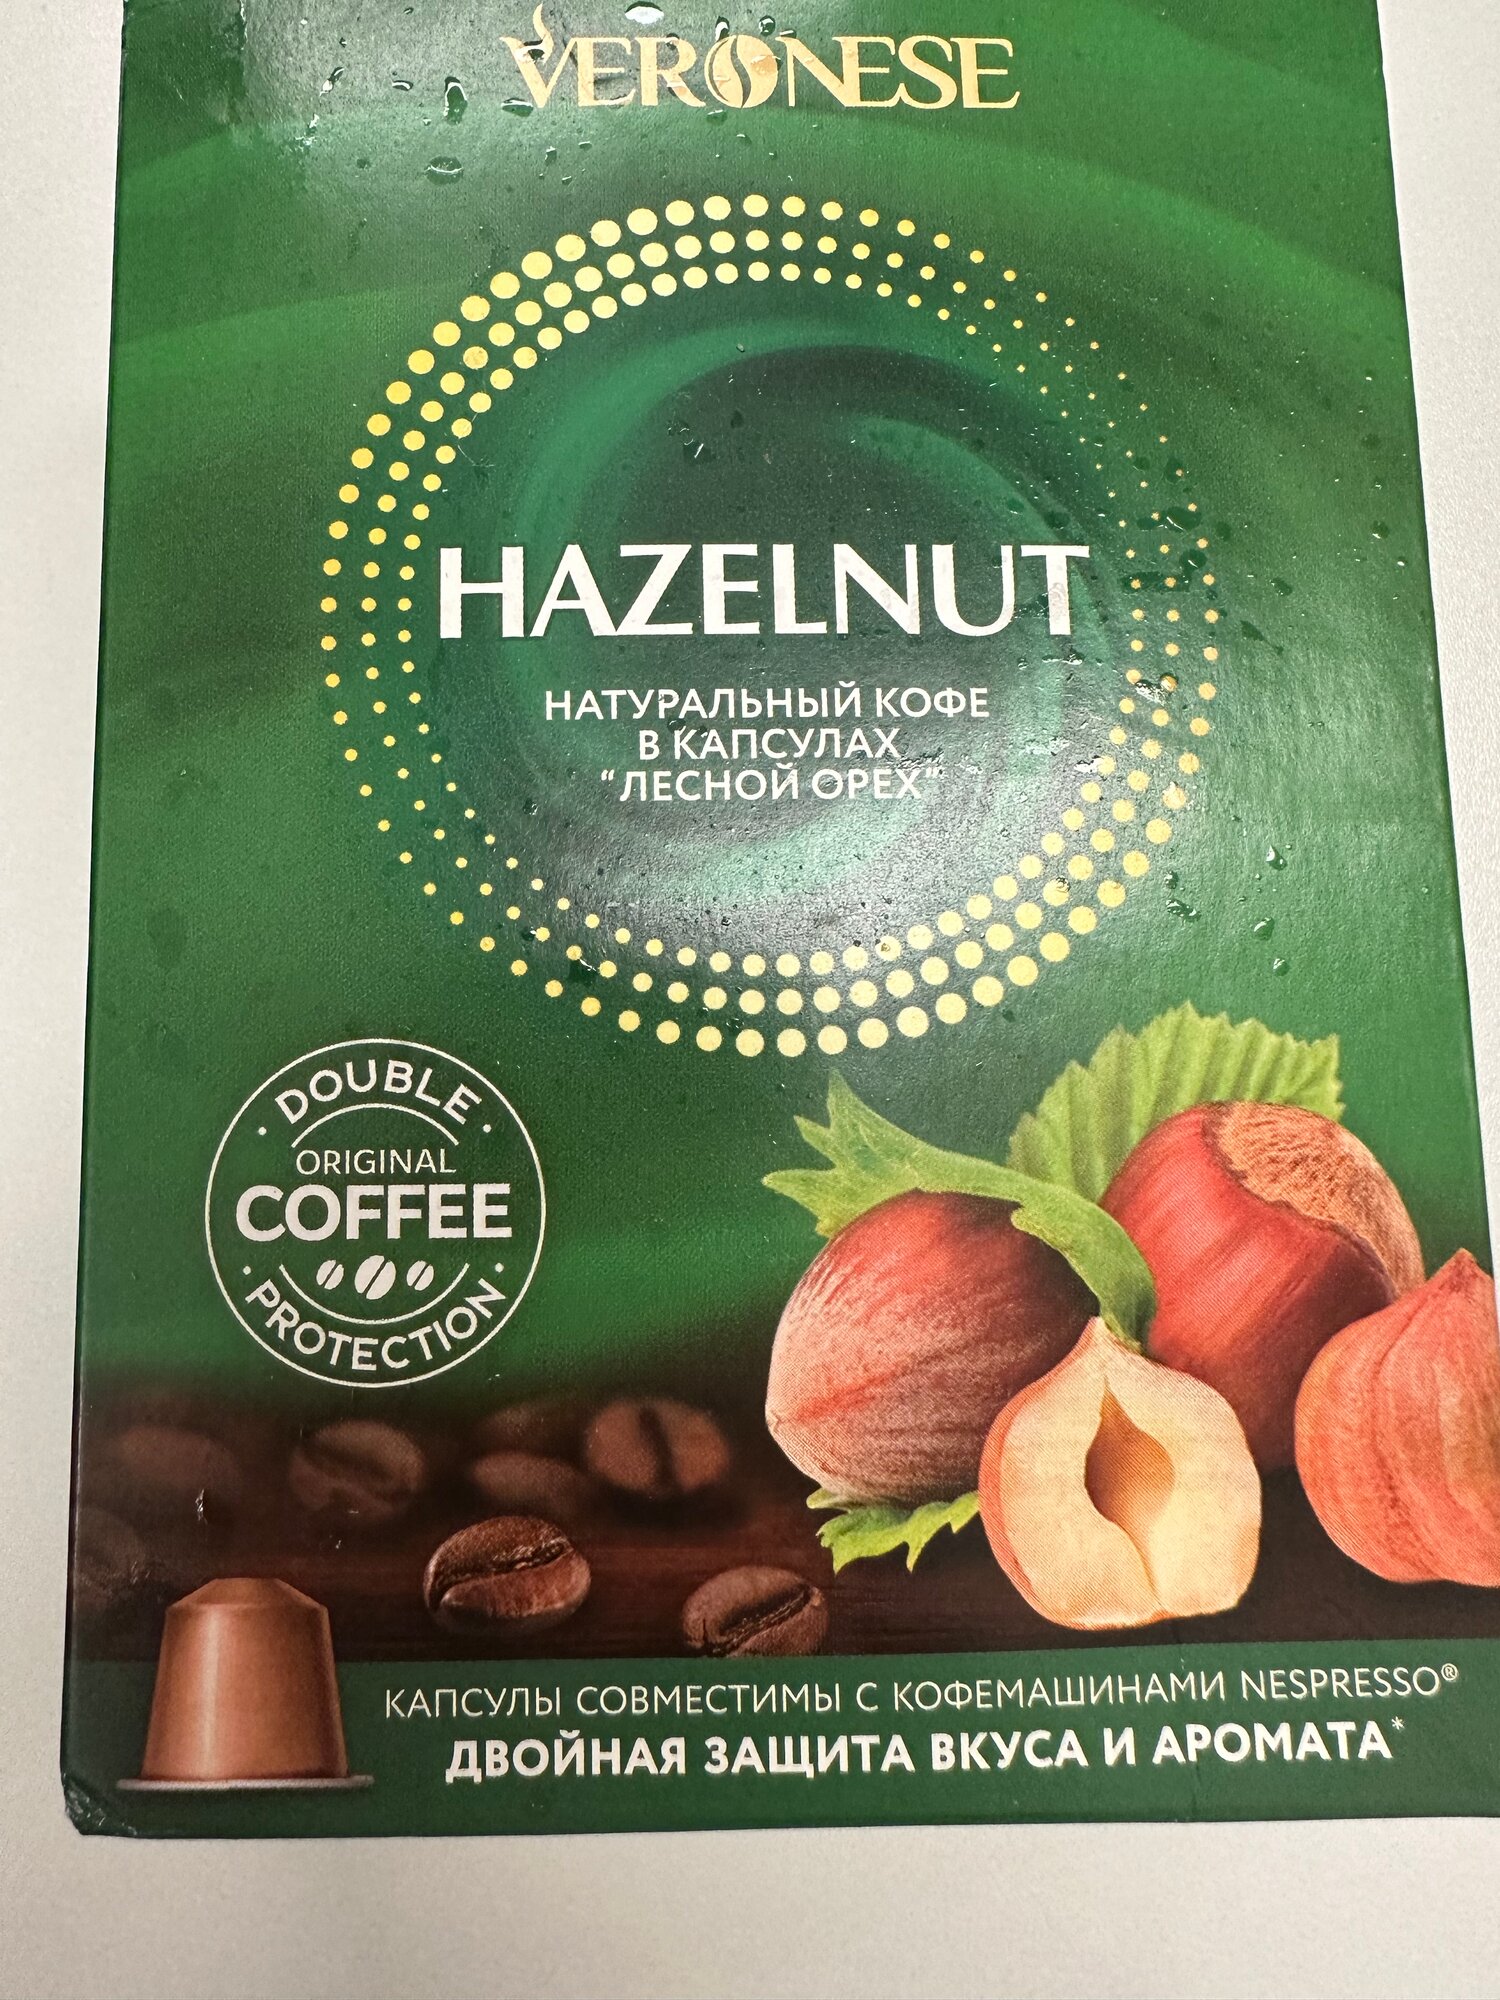 VERONESE
HAZELNUT
НАТУРАЛЬНЫЙ КОФЕ
В КАПСУЛАХ
"ЛЕСНОЙ ОРЕХ"
· DOUBLE ·
ORIGINAL
COFFEE
· PROTECTION ·
КАПСУЛЫ СОВМЕСТИМЫ С КОФЕМАШИНАМИ NESPRESSO®
ДВОЙНАЯ ЗАЩИТА ВКУСА И АРОМАТА*